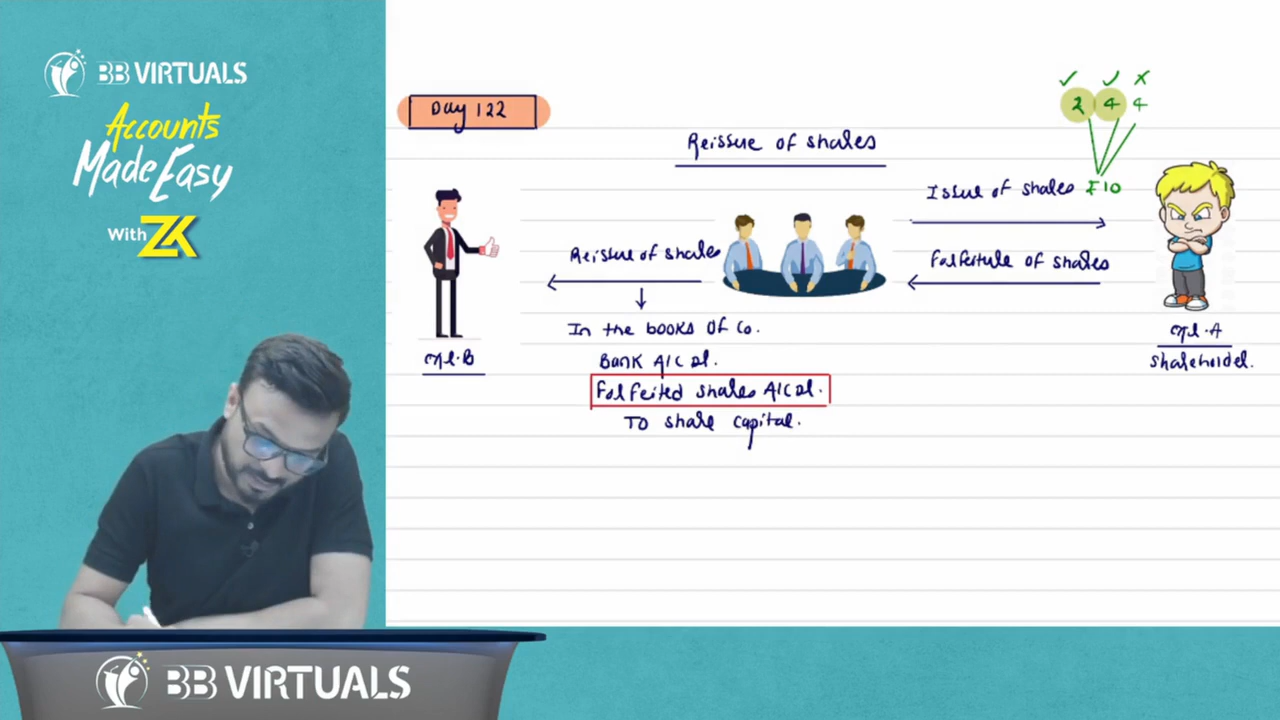 BB VIRTUALS
Accounts
Made Easy
With ZK
Day 122
Reissue of shares
✓ ✓ ×
2 4 4
₹10
Issue of shares
Reissue of shares
Forfeiture of shares
In the books of Co.
Mr. B
Bank A/C dr.
Forfeited shares A/C dr.
To share capital.
Mr. A
shareholder.
BB VIRTUALS